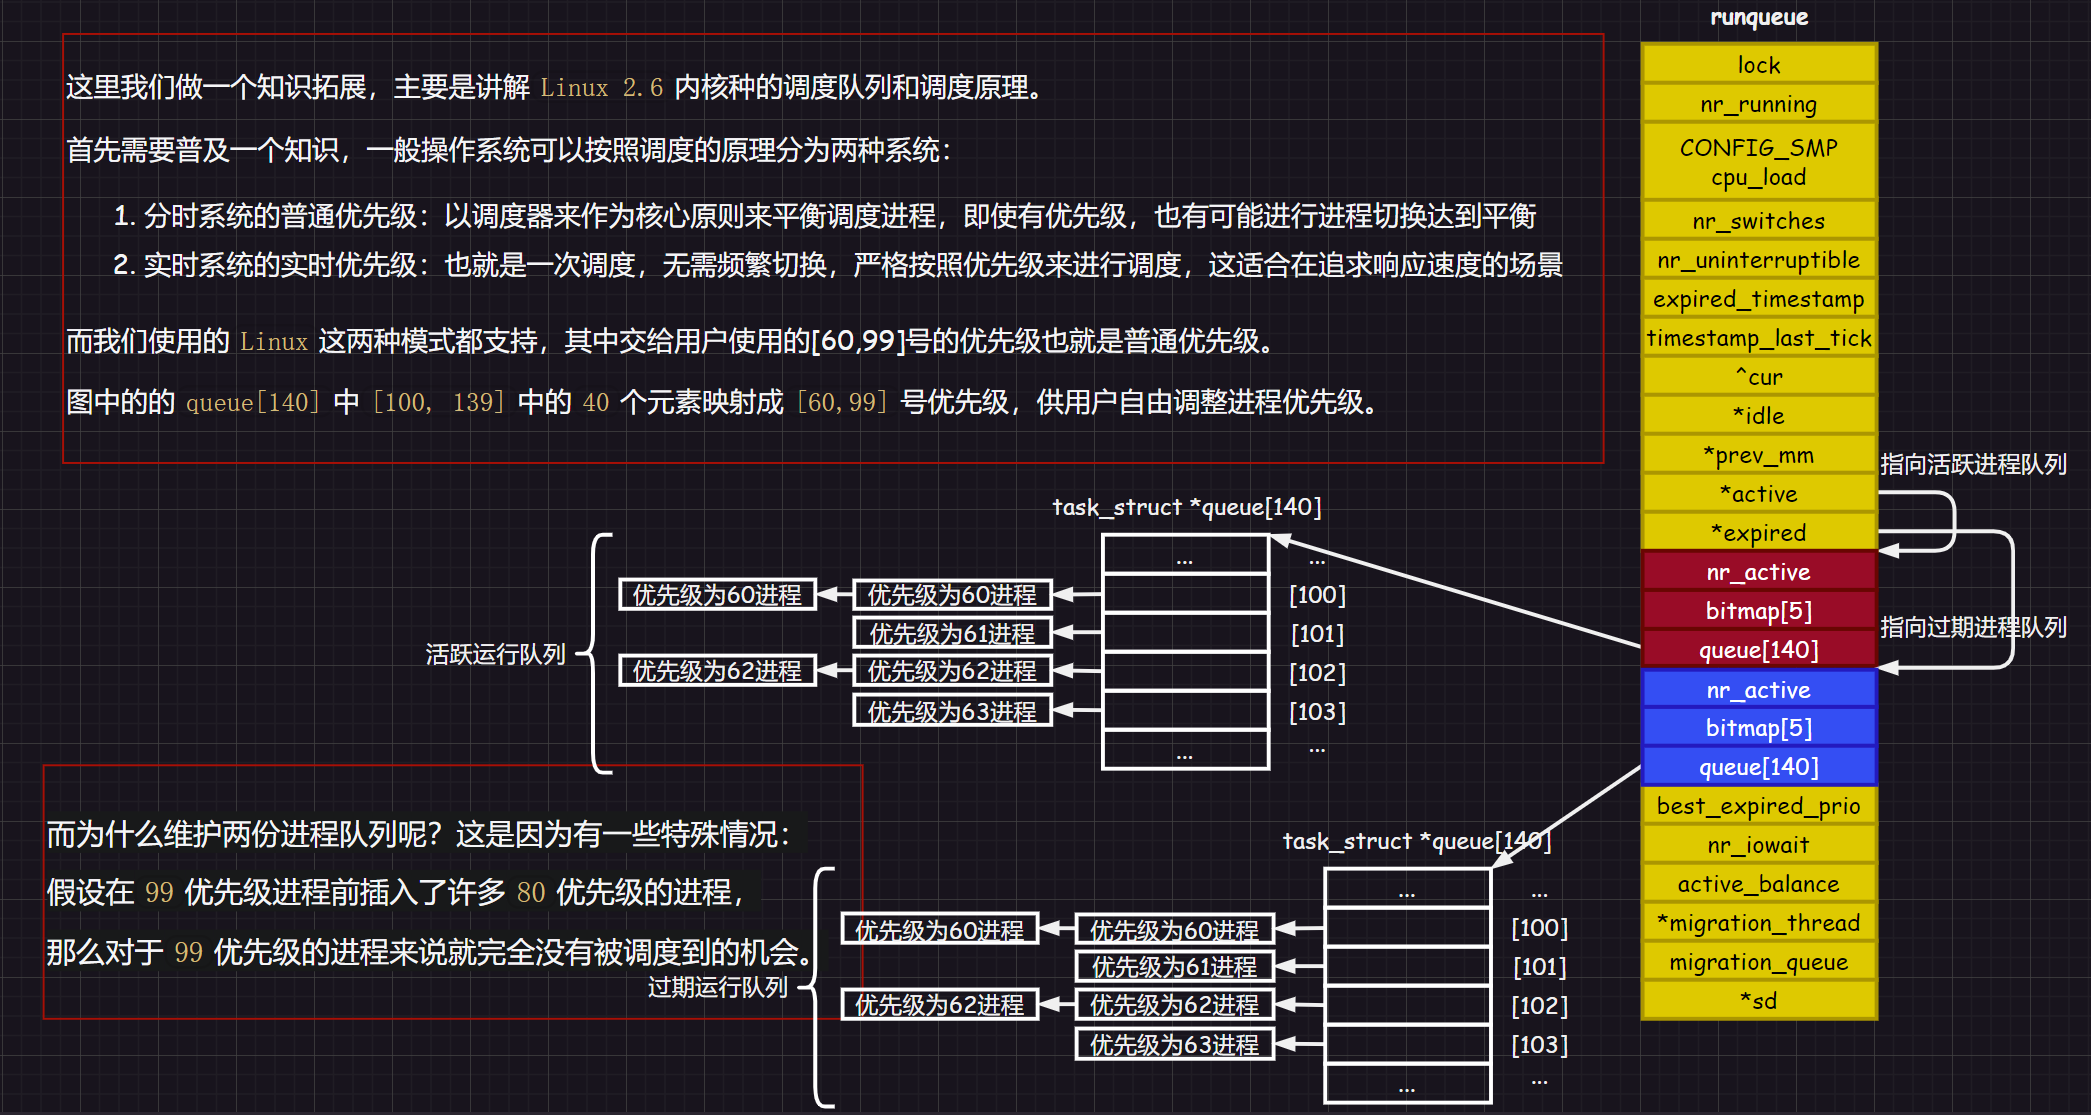 runqueue
这里我们做一个知识拓展，主要是讲解 Linux 2.6 内核种的调度队列和调度原理。
首先需要普及一个知识，一般操作系统可以按照调度的原理分为两种系统：
1. 分时系统的普通优先级：以调度器来作为核心原则来平衡调度进程，即使有优先级，也有可能进行进程切换达到平衡
2. 实时系统的实时优先级：也就是一次调度，无需频繁切换，严格按照优先级来进行调度，这适合在追求响应速度的场景
而我们使用的 Linux 这两种模式都支持，其中交给用户使用的[60,99]号的优先级也就是普通优先级。
图中的的 queue[140] 中 [100, 139] 中的 40 个元素映射成 [60,99] 号优先级，供用户自由调整进程优先级。
lock
nr_running
CONFIG_SMP
cpu_load
nr_switches
nr_uninterruptible
expired_timestamp
timestamp_last_tick
^cur
*idle
*prev_mm
*active
*expired
nr_active
bitmap[5]
queue[140]
nr_active
bitmap[5]
queue[140]
best_expired_prio
nr_iowait
active_balance
*migration_thread
migration_queue
*sd
指向活跃进程队列
指向过期进程队列
task_struct *queue[140]
... ...
优先级为60进程 优先级为60进程 [100]
优先级为61进程 [101]
活跃运行队列
优先级为62进程 优先级为62进程 [102]
优先级为63进程 [103]
... ...
而为什么维护两份进程队列呢？这是因为有一些特殊情况：
假设在 99 优先级进程前插入了许多 80 优先级的进程，
那么对于 99 优先级的进程来说就完全没有被调度到的机会。
task_struct *queue[140]
... ...
优先级为60进程 优先级为60进程 [100]
优先级为61进程 [101]
过期运行队列
优先级为62进程 优先级为62进程 [102]
优先级为63进程 [103]
... ...